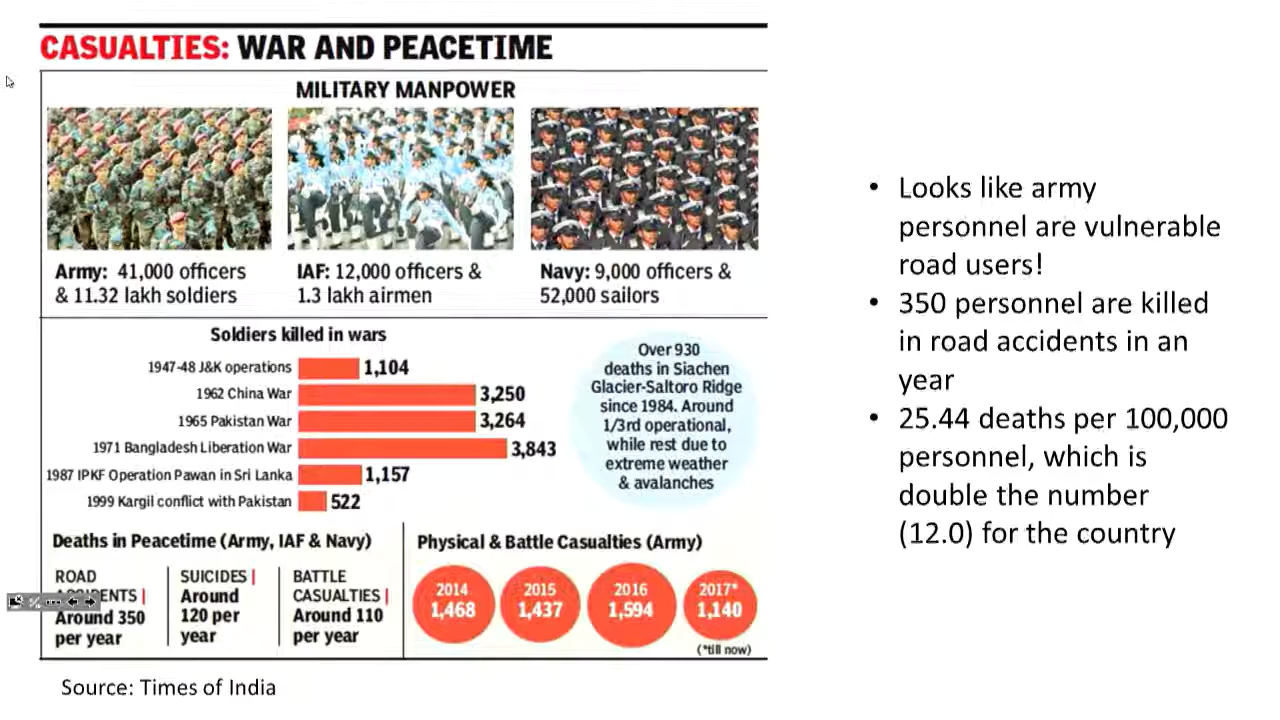 CASUALTIES: WAR AND PEACETIME
MILITARY MANPOWER
Army: 41,000 officers
& 11.32 lakh soldiers
IAF: 12,000 officers &
1.3 lakh airmen
Navy: 9,000 officers &
52,000 sailors
Soldiers killed in wars
1947-48 J&K operations 1,104
1962 China War 3,250
1965 Pakistan War 3,264
1971 Bangladesh Liberation War 3,843
1987 IPKF Operation Pawan in Sri Lanka 1,157
1999 Kargil conflict with Pakistan 522
Over 930
deaths in Siachen
Glacier-Saltoro Ridge
since 1984. Around
1/3rd operational,
while rest due to
extreme weather
& avalanches
Deaths in Peacetime (Army, IAF & Navy)
ROAD
ACCIDENTS |
Around 350
per year
SUICIDES |
Around
120 per
year
BATTLE
CASUALTIES |
Around 110
per year
Physical & Battle Casualties (Army)
2014
1,468
2015
1,437
2016
1,594
2017*
1,140
(*till now)
Source: Times of India
• Looks like army
personnel are vulnerable
road users!
• 350 personnel are killed
in road accidents in an
year
• 25.44 deaths per 100,000
personnel, which is
double the number
(12.0) for the country